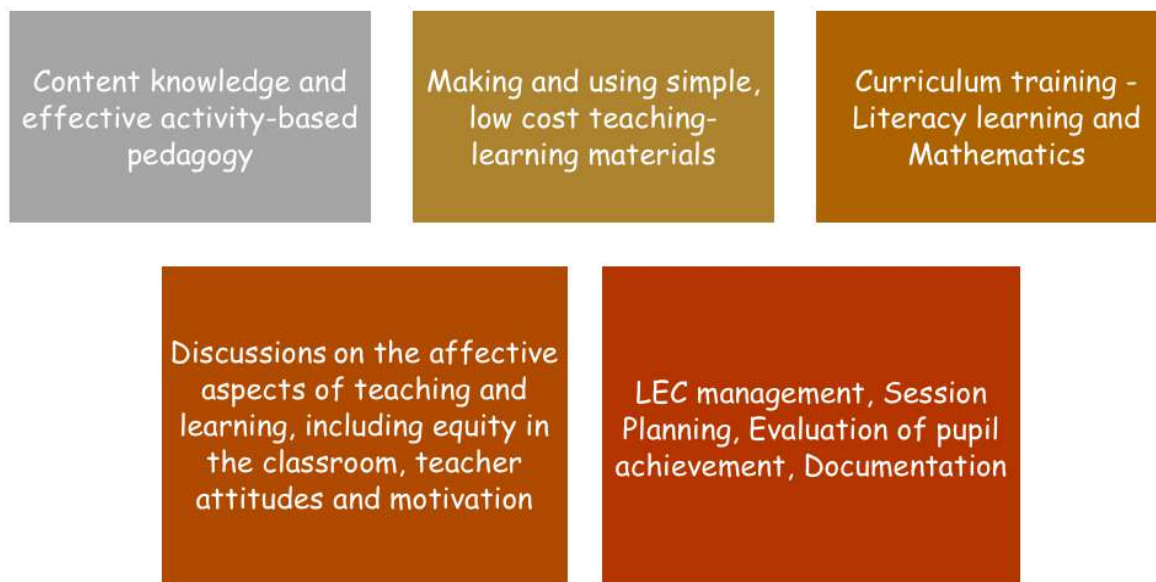 Content knowledge and
effective activity-based
pedagogy
Making and using simple,
low cost teaching-
learning materials
Curriculum training -
Literacy learning and
Mathematics
Discussions on the affective
aspects of teaching and
learning, including equity in
the classroom, teacher
attitudes and motivation
LEC management, Session
Planning, Evaluation of pupil
achievement, Documentation